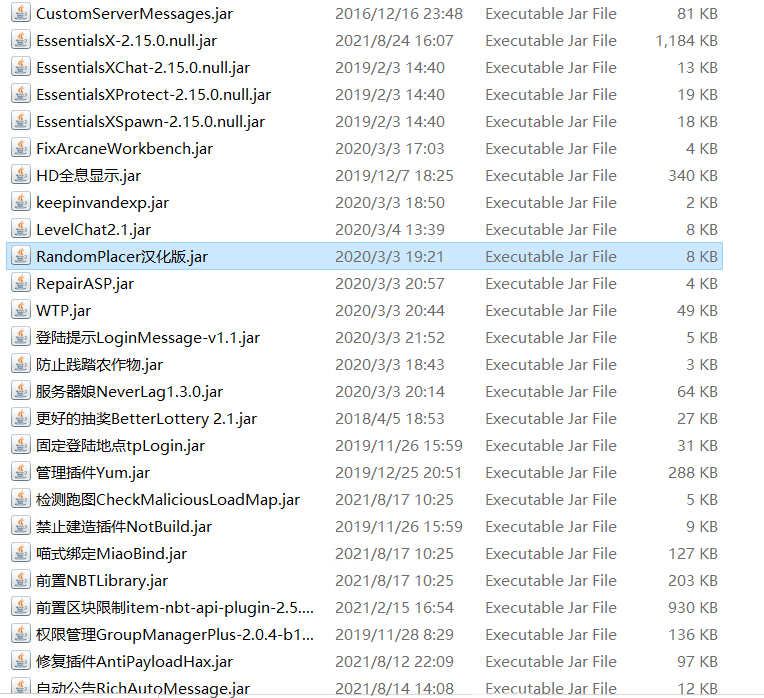 CustomServerMessages.jar 2016/12/16 23:48 Executable Jar File 81 KB
EssentialsX-2.15.0.null.jar 2021/8/24 16:07 Executable Jar File 1,184 KB
EssentialsXChat-2.15.0.null.jar 2019/2/3 14:40 Executable Jar File 13 KB
EssentialsXProtect-2.15.0.null.jar 2019/2/3 14:40 Executable Jar File 19 KB
EssentialsXSpawn-2.15.0.null.jar 2019/2/3 14:40 Executable Jar File 18 KB
FixArcaneWorkbench.jar 2020/3/3 17:03 Executable Jar File 4 KB
HD全息显示.jar 2019/12/7 18:25 Executable Jar File 340 KB
keepinvandexp.jar 2020/3/3 18:50 Executable Jar File 2 KB
LevelChat2.1.jar 2020/3/4 13:39 Executable Jar File 8 KB
RandomPlacer汉化版.jar 2020/3/3 19:21 Executable Jar File 8 KB
RepairASP.jar 2020/3/3 20:57 Executable Jar File 4 KB
WTP.jar 2020/3/3 20:44 Executable Jar File 49 KB
登陆提示LoginMessage-v1.1.jar 2020/3/3 21:52 Executable Jar File 5 KB
防止践踏农作物.jar 2020/3/3 18:43 Executable Jar File 3 KB
服务器娘NeverLag1.3.0.jar 2020/3/3 20:14 Executable Jar File 64 KB
更好的抽奖BetterLottery 2.1.jar 2018/4/5 18:53 Executable Jar File 27 KB
固定登陆地点tpLogin.jar 2019/11/26 15:59 Executable Jar File 31 KB
管理插件Yum.jar 2019/12/25 20:51 Executable Jar File 288 KB
检测跑图CheckMaliciousLoadMap.jar 2021/8/17 10:25 Executable Jar File 5 KB
禁止建造插件NotBuild.jar 2019/11/26 15:59 Executable Jar File 9 KB
喵式绑定MiaoBind.jar 2021/8/17 10:25 Executable Jar File 127 KB
前置NBTLibrary.jar 2021/8/17 10:25 Executable Jar File 203 KB
前置区块限制item-nbt-api-plugin-2.5.... 2021/2/15 16:54 Executable Jar File 930 KB
权限管理GroupManagerPlus-2.0.4-b1... 2019/11/28 8:29 Executable Jar File 136 KB
修复插件AntiPayloadHax.jar 2021/8/12 22:09 Executable Jar File 97 KB
自动公告RichAutoMessage.jar 2021/8/14 14:08 Executable Jar File 12 KB